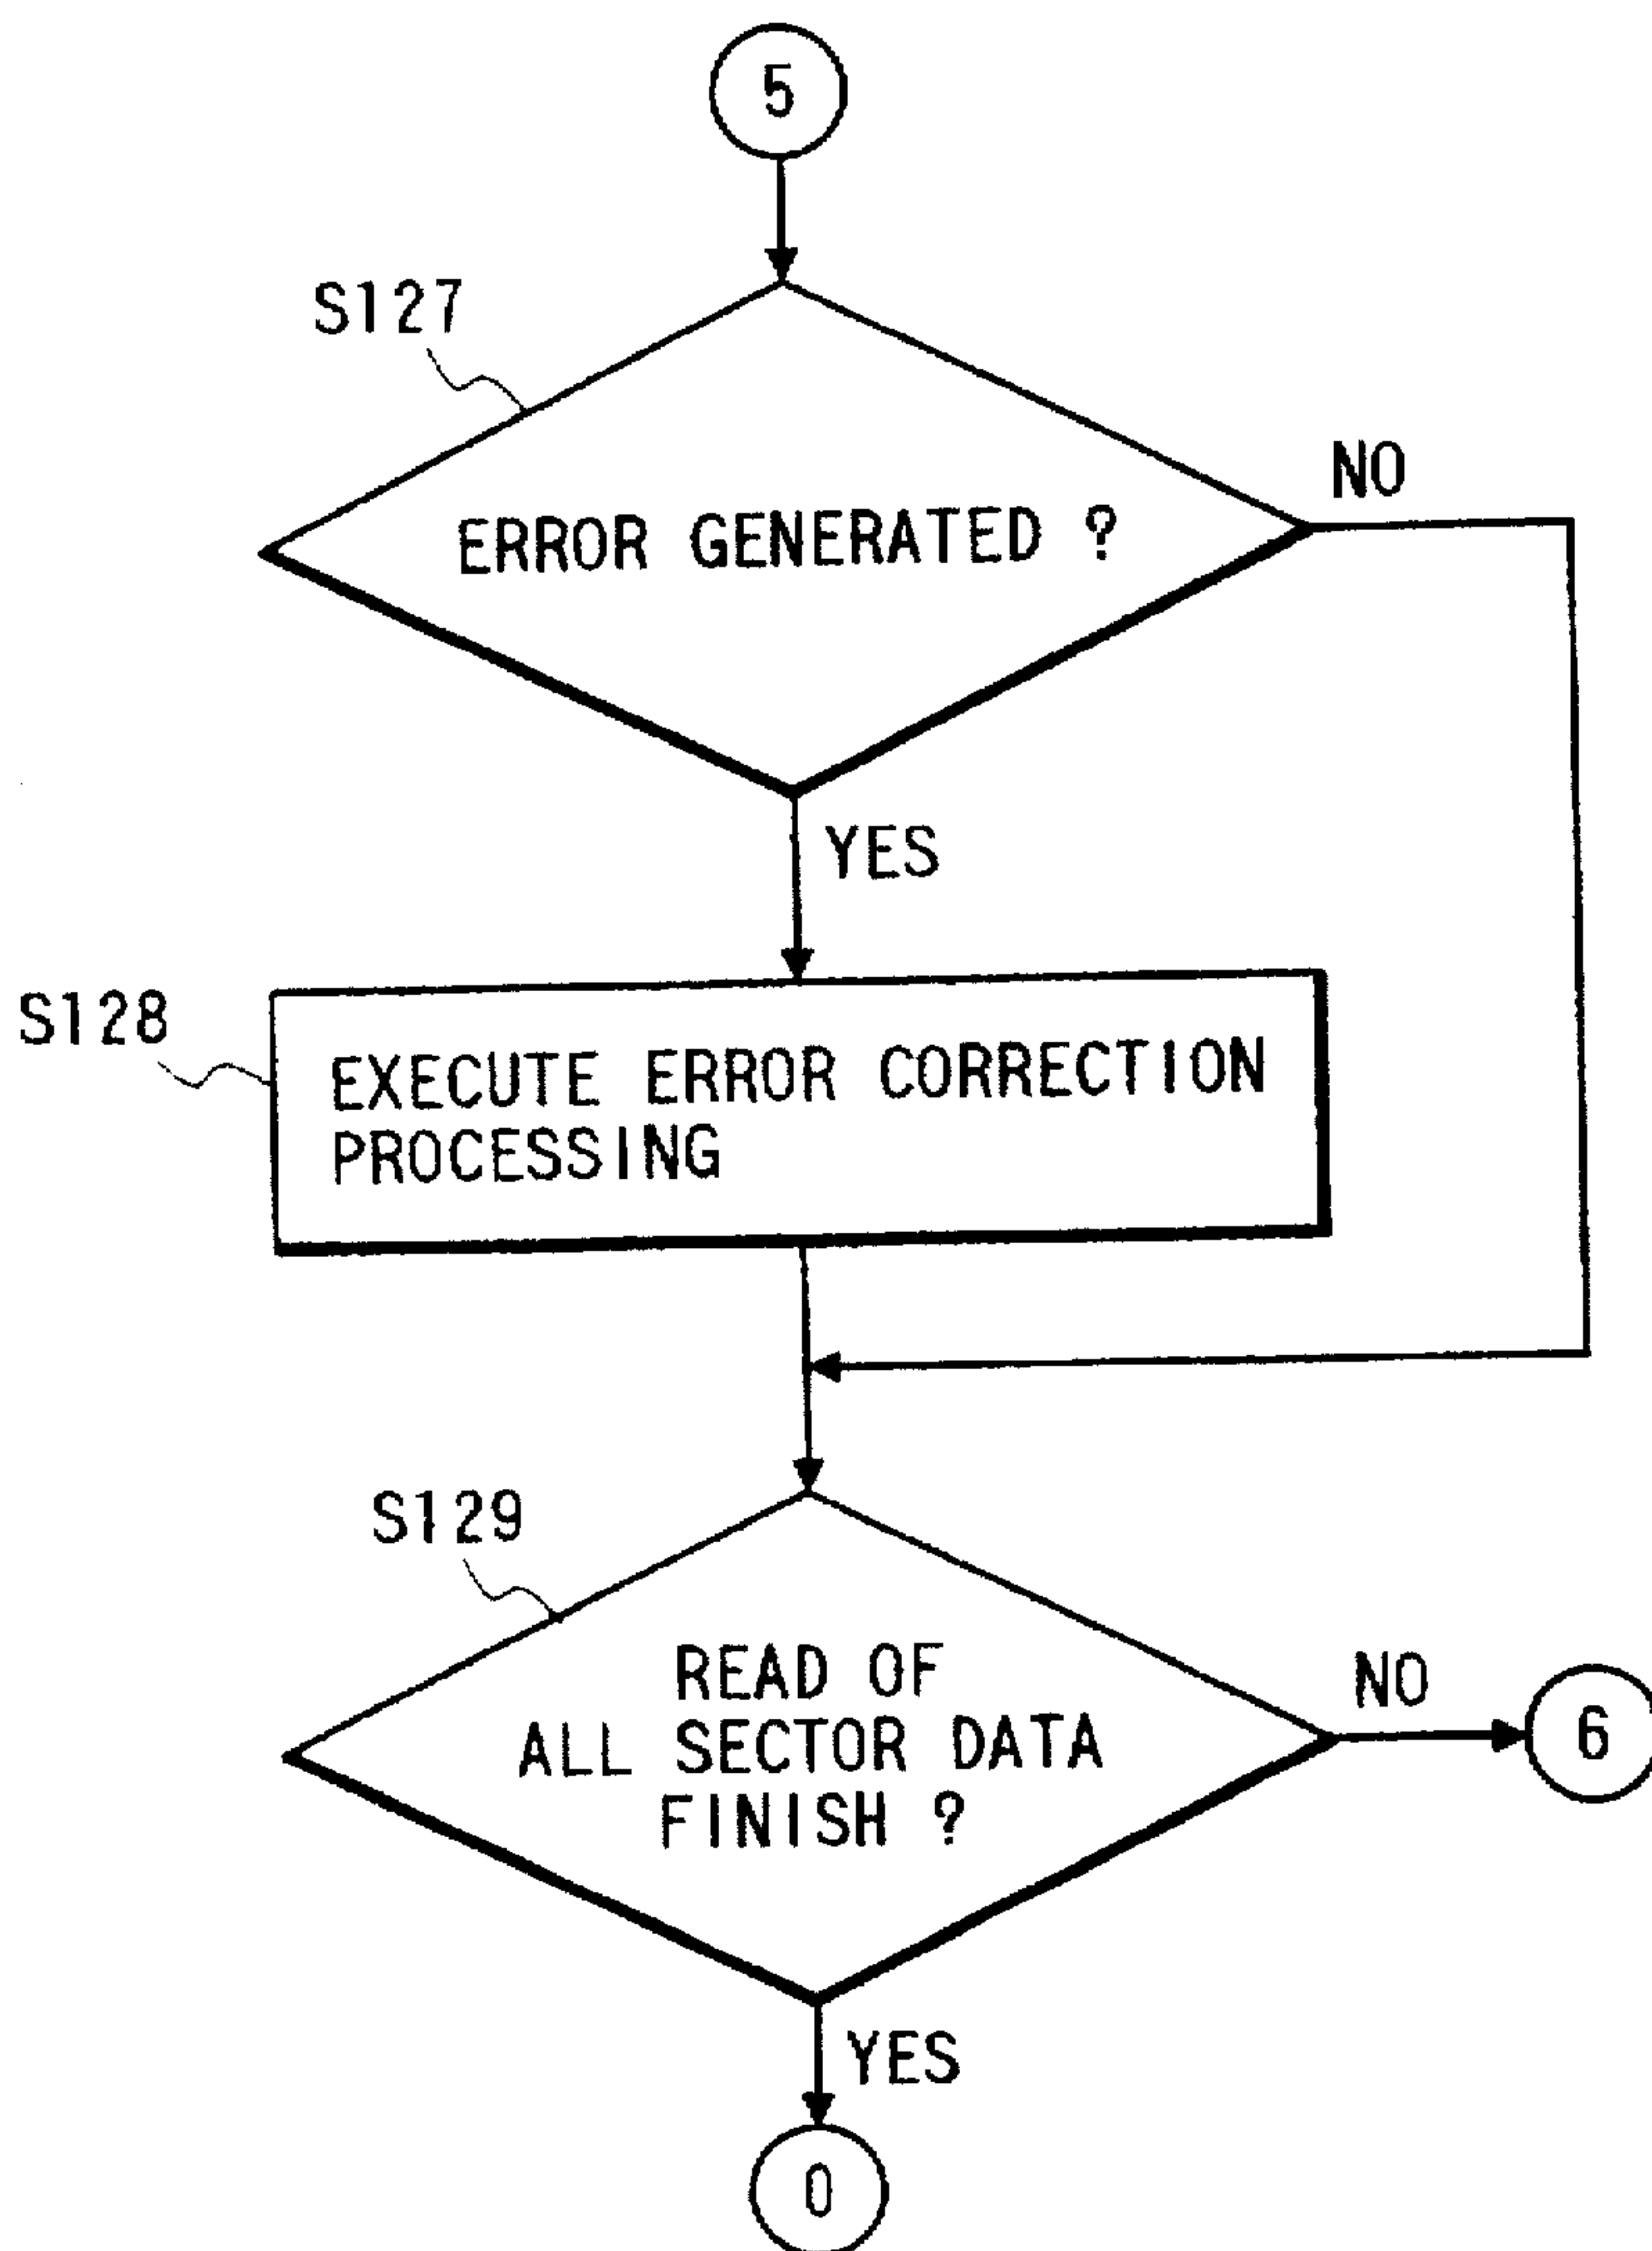 5
S127
ERROR GENERATED ?
NO
YES
S128
EXECUTE ERROR CORRECTION
PROCESSING
S129
READ OF
ALL SECTOR DATA
FINISH ?
NO
6
YES
0